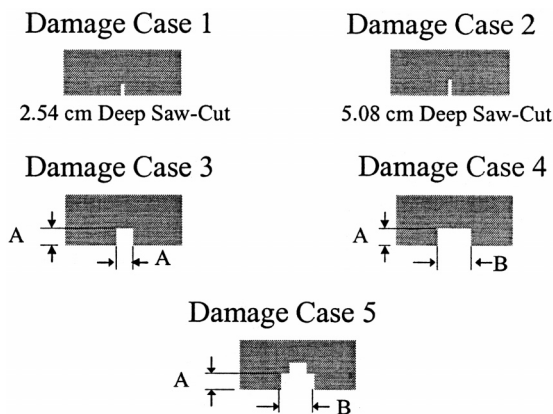 Damage Case 1
Damage Case 2
2.54 cm Deep Saw-Cut
5.08 cm Deep Saw-Cut
Damage Case 3
Damage Case 4
A
A
A
B
Damage Case 5
A
B